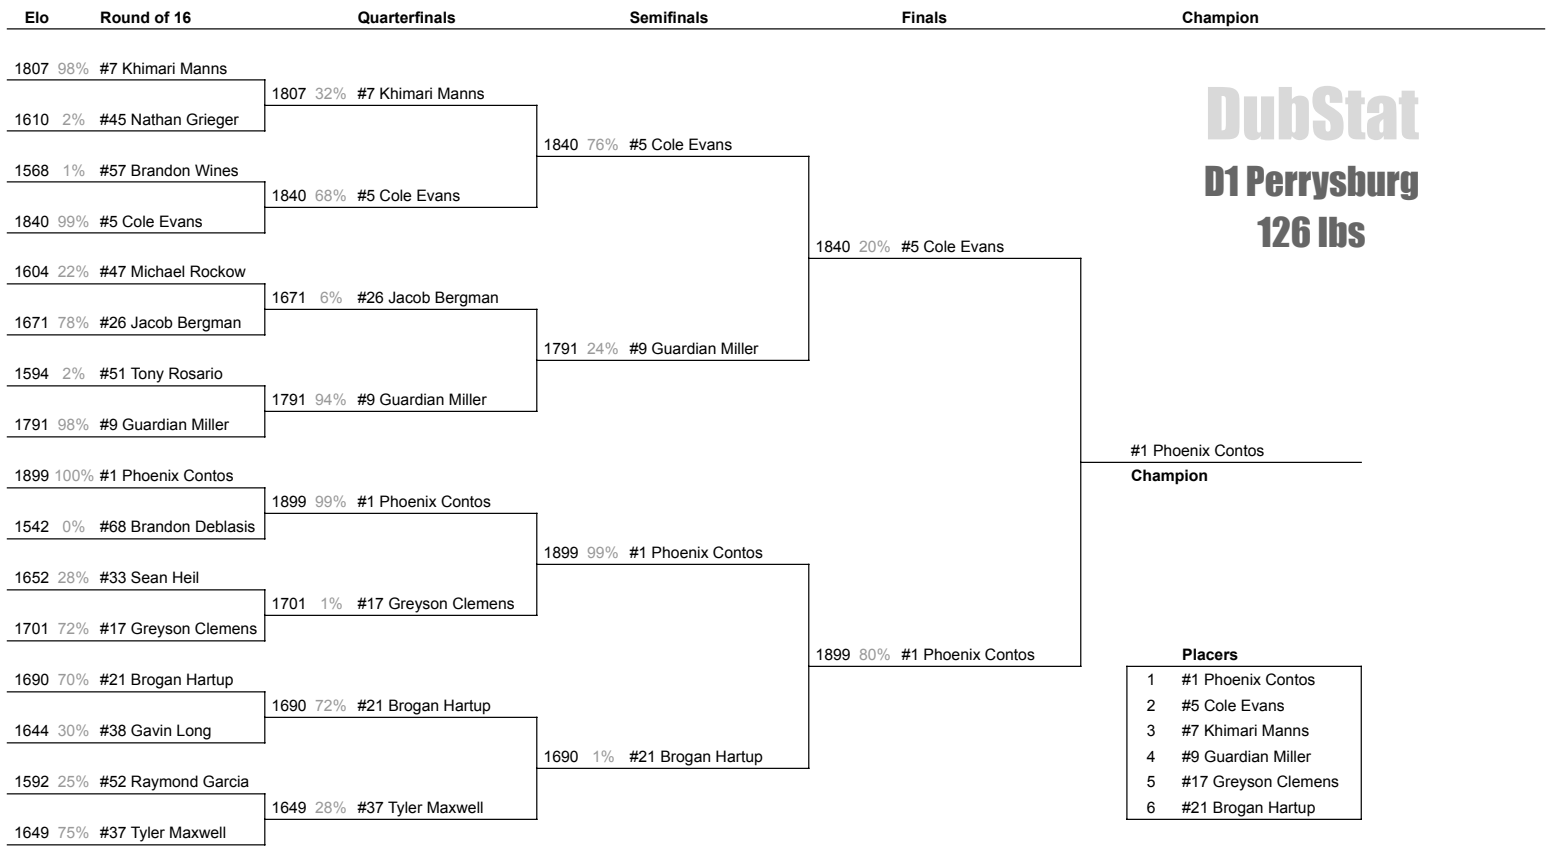 Elo Round of 16 Quarterfinals Semifinals Finals Champion
1807 98% #7 Khimari Manns
1807 32% #7 Khimari Manns
DubStat
1610 2% #45 Nathan Grieger
1840 76% #5 Cole Evans
1568 1% #57 Brandon Wines
D1 Perrysburg
1840 68% #5 Cole Evans
1840 99% #5 Cole Evans
126 lbs
1840 20% #5 Cole Evans
1604 22% #47 Michael Rockow
1671 6% #26 Jacob Bergman
1671 78% #26 Jacob Bergman
1791 24% #9 Guardian Miller
1594 2% #51 Tony Rosario
1791 94% #9 Guardian Miller
1791 98% #9 Guardian Miller
#1 Phoenix Contos
1899 100% #1 Phoenix Contos
Champion
1899 99% #1 Phoenix Contos
1542 0% #68 Brandon Deblasis
1899 99% #1 Phoenix Contos
1652 28% #33 Sean Heil
1701 1% #17 Greyson Clemens
1701 72% #17 Greyson Clemens
1899 80% #1 Phoenix Contos
Placers
1690 70% #21 Brogan Hartup
1 #1 Phoenix Contos
1690 72% #21 Brogan Hartup
2 #5 Cole Evans
1644 30% #38 Gavin Long
3 #7 Khimari Manns
1690 1% #21 Brogan Hartup
4 #9 Guardian Miller
1592 25% #52 Raymond Garcia
5 #17 Greyson Clemens
1649 28% #37 Tyler Maxwell
6 #21 Brogan Hartup
1649 75% #37 Tyler Maxwell